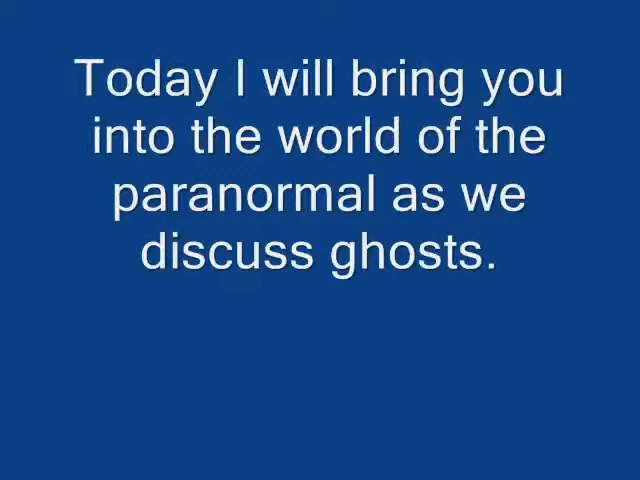 Today I will bring you
into the world of the
paranormal as we
discuss ghosts.